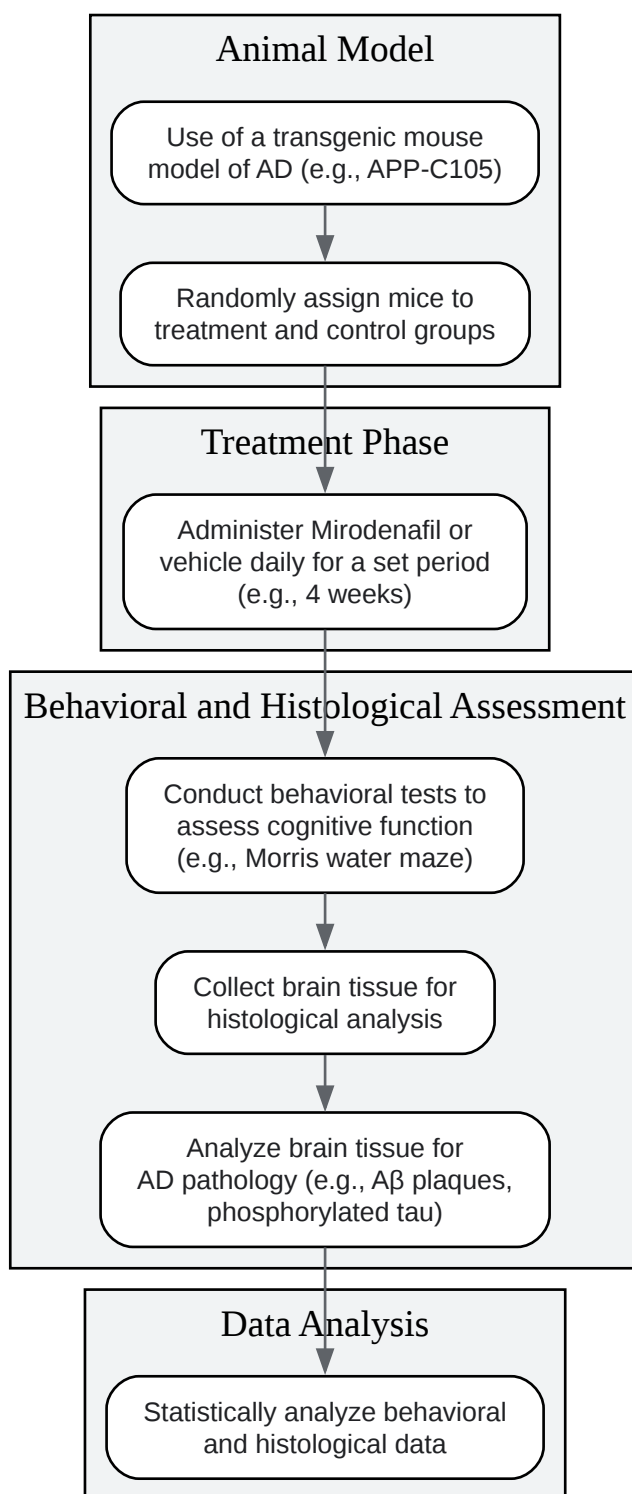 Animal Model
Use of a transgenic mouse
model of AD (e.g., APP-C105)
Randomly assign mice to
treatment and control groups
Treatment Phase
Administer Mirodenafil or
vehicle daily for a set period
(e.g., 4 weeks)
Behavioral and Histological Assessment
Conduct behavioral tests to
assess cognitive function
(e.g., Morris water maze)
Collect brain tissue for
histological analysis
Analyze brain tissue for
AD pathology (e.g., Aβ plaques,
phosphorylated tau)
Data Analysis
Statistically analyze behavioral
and histological data